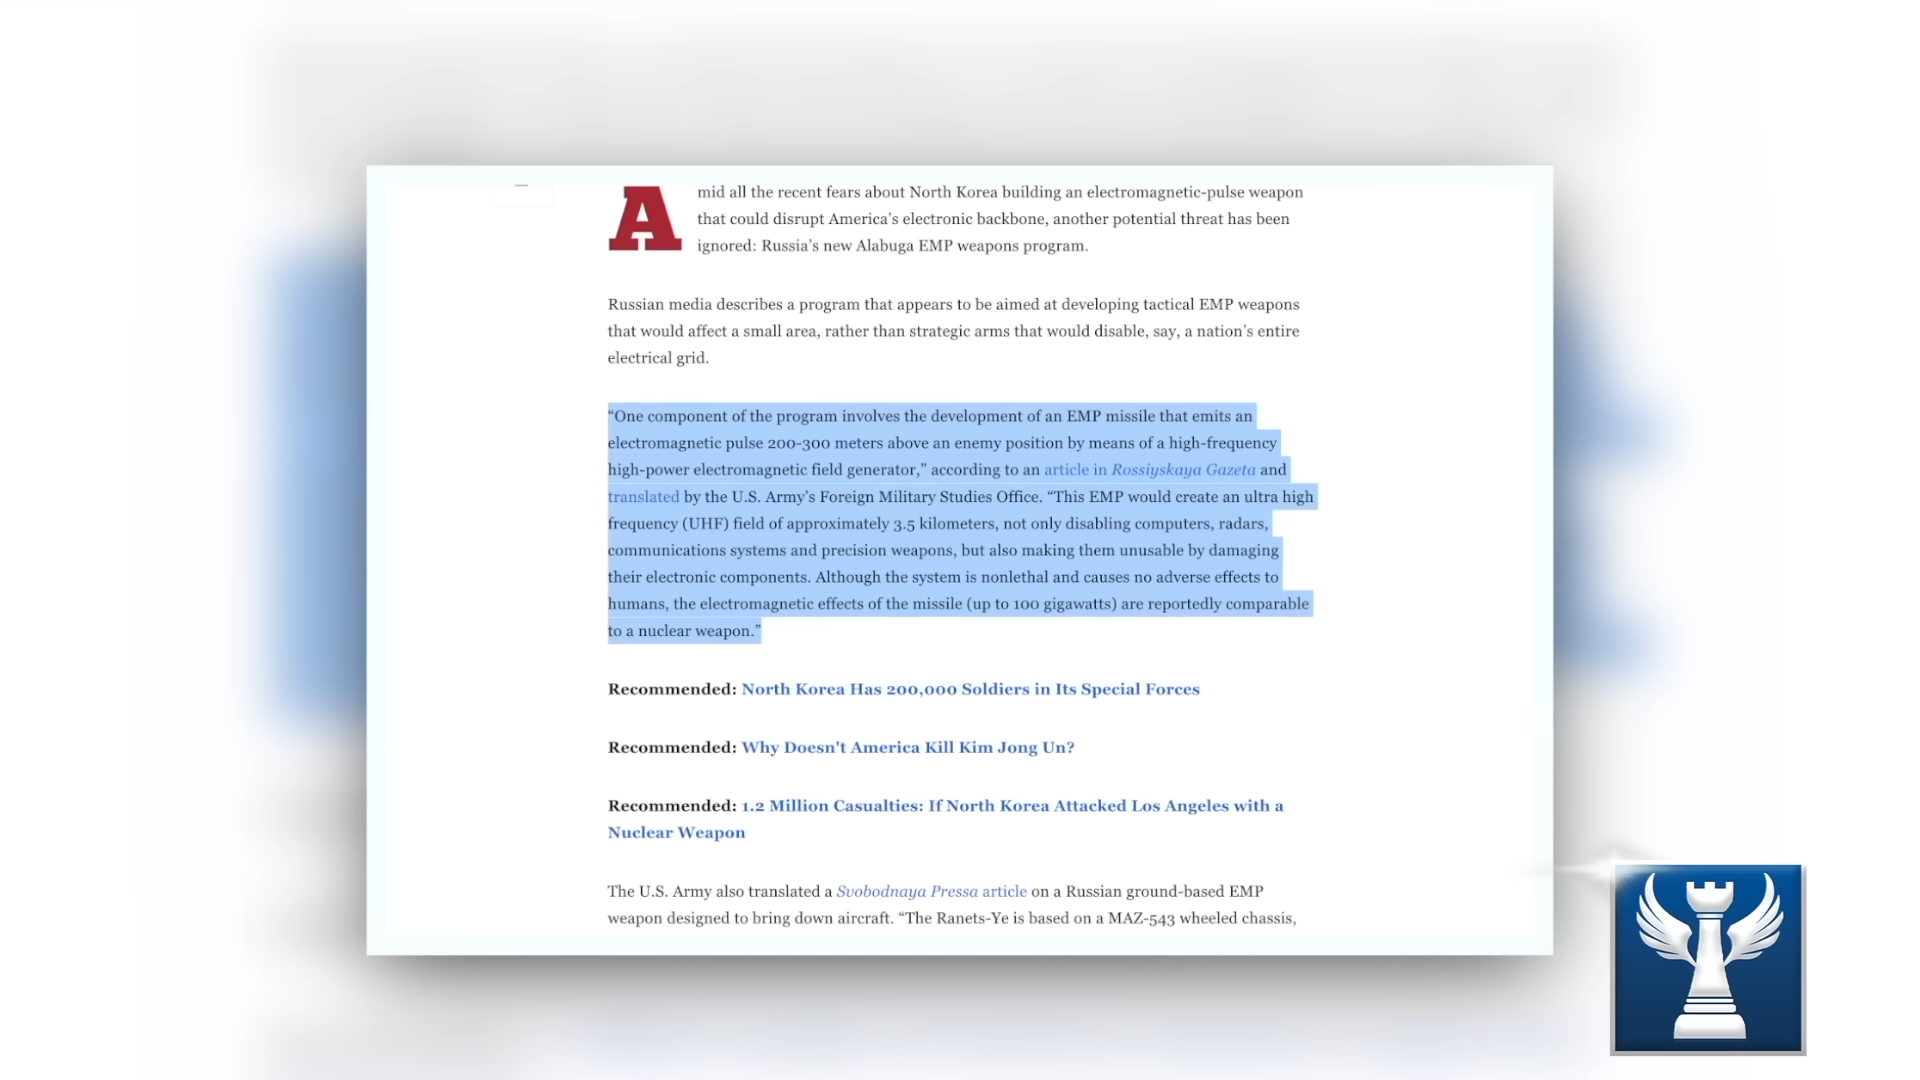 A
mid all the recent fears about North Korea building an electromagnetic-pulse weapon
that could disrupt America's electronic backbone, another potential threat has been
ignored: Russia's new Alabuga EMP weapons program.
Russian media describes a program that appears to be aimed at developing tactical EMP weapons
that would affect a small area, rather than strategic arms that would disable, say, a nation's entire
electrical grid.
“One component of the program involves the development of an EMP missile that emits an
electromagnetic pulse 200-300 meters above an enemy position by means of a high-frequency
high-power electromagnetic field generator,” according to an article in Rossiyskaya Gazeta and
translated by the U.S. Army's Foreign Military Studies Office. “This EMP would create an ultra high
frequency (UHF) field of approximately 3.5 kilometers, not only disabling computers, radars,
communications systems and precision weapons, but also making them unusable by damaging
their electronic components. Although the system is nonlethal and causes no adverse effects to
humans, the electromagnetic effects of the missile (up to 100 gigawatts) are reportedly comparable
to a nuclear weapon.”
Recommended: North Korea Has 200,000 Soldiers in Its Special Forces
Recommended: Why Doesn't America Kill Kim Jong Un?
Recommended: 1.2 Million Casualties: If North Korea Attacked Los Angeles with a
Nuclear Weapon
The U.S. Army also translated a Svobodnaya Pressa article on a Russian ground-based EMP
weapon designed to bring down aircraft. “The Ranets-Ye is based on a MAZ-543 wheeled chassis,